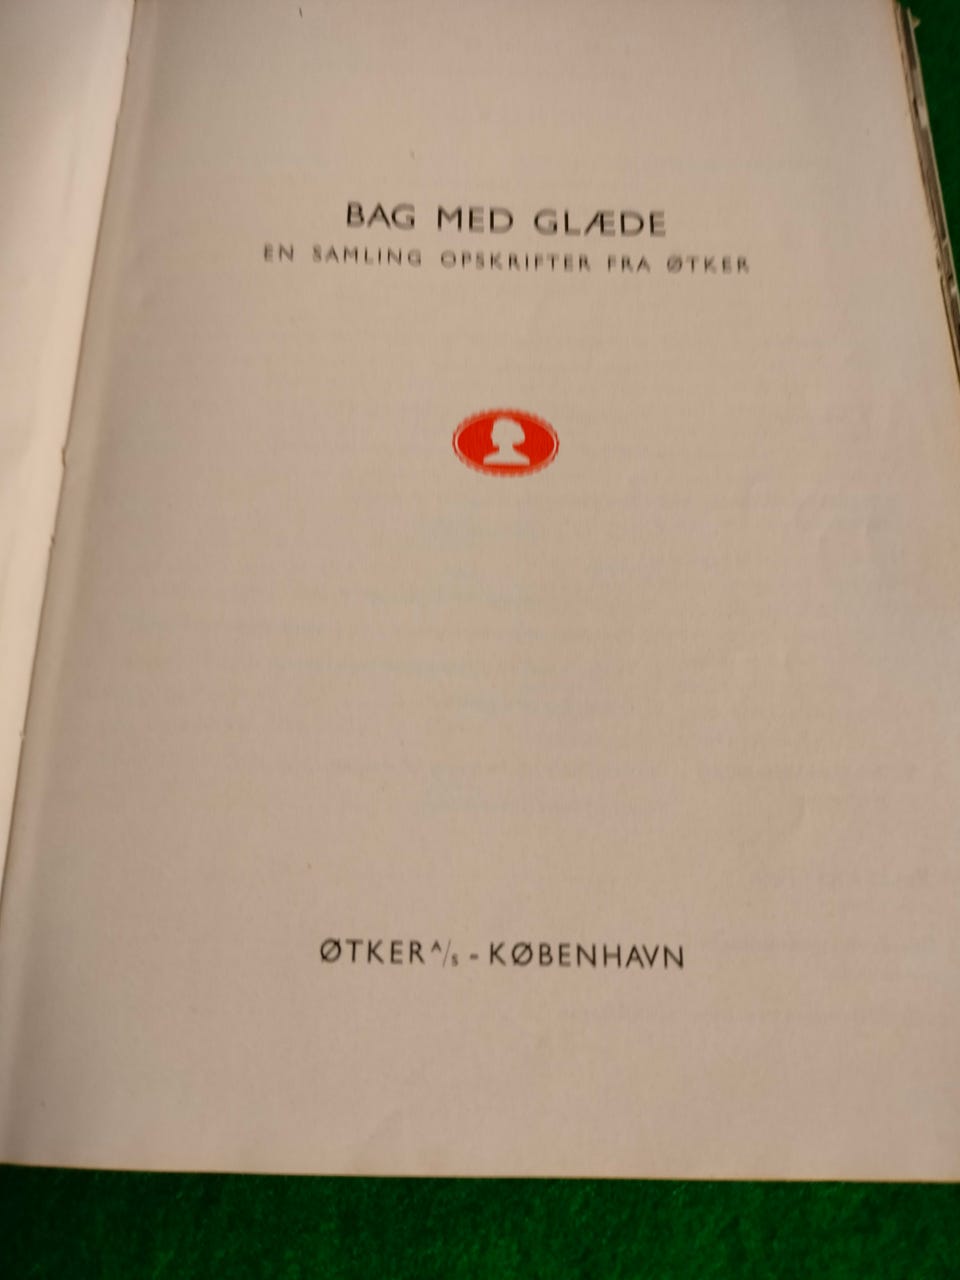 BAG MED GLÆDE
EN SAMLING OPSKRIFTER FRA ØTKER
ØTKER A/S - KØBENHAVN